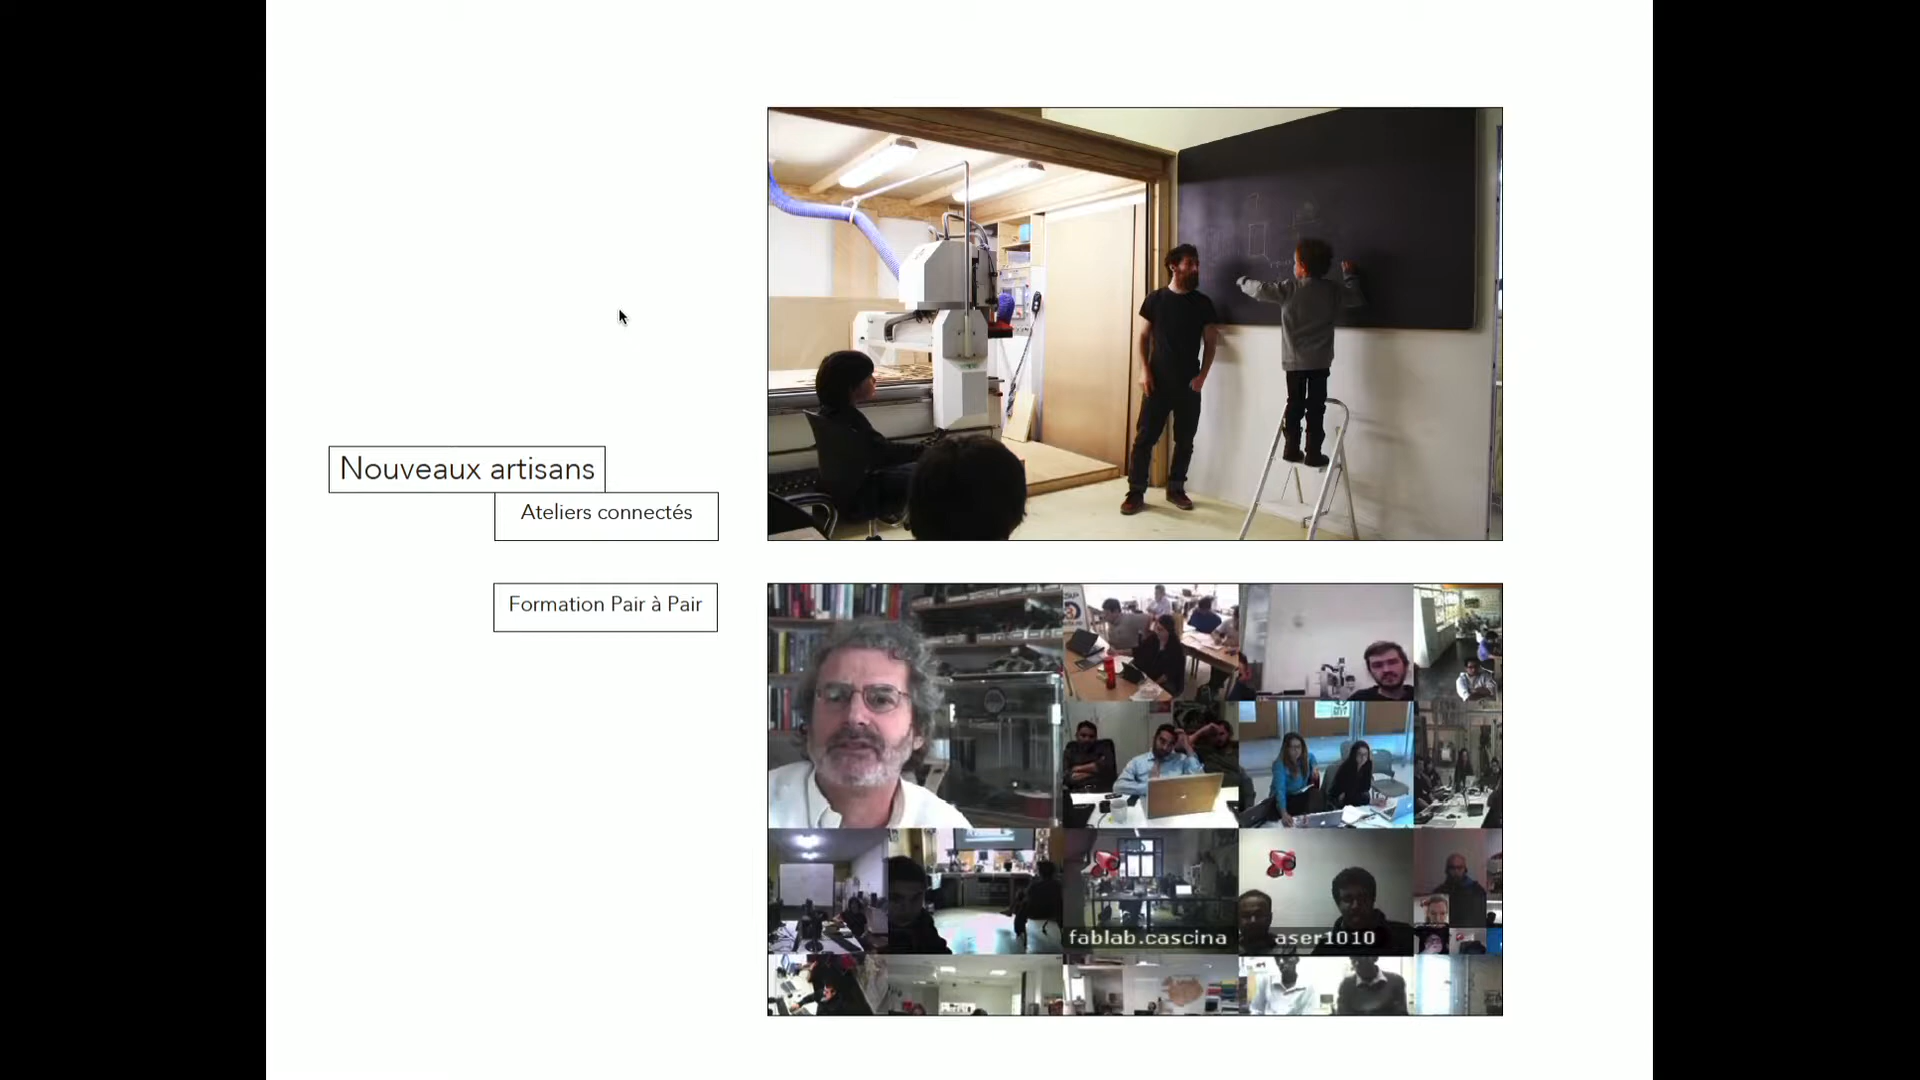 Nouveaux artisans
Ateliers connectés
Formation Pair à Pair
fablab.cascina
aser1010